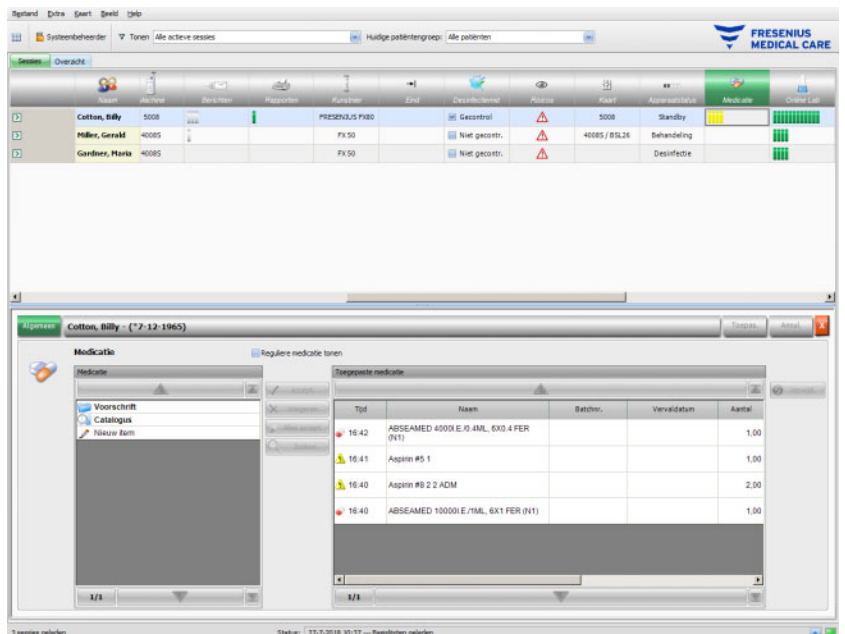 Bestand Extra Kaart Beeld Help
Systeembeheerder Tonen Alle actieve sessies Huidige patiëntengroep: Alle patiënten
FRESENIUS
MEDICAL CARE
Sessies Overzicht
Naam Machine Berichten Rapporten Kunstnier Eind Desinfectiemid Risicos Kaart Apparaatstatus Medicatie Online Lab
Cotton, Billy 5008 FRESENIUS FX80 Gecontrol 5008 Standby
Miller, Gerald 4008S FX 50 Niet gecontr. 4008S / BSL26 Behandeling
Gardner, Maria 4008S FX 50 Niet gecontr. Desinfectie
Algemeen Cotton, Billy - (*7-12-1965) Toepas. Annul. X
Medicatie Reguliere medicatie tonen
Medicatie Toegepaste medicatie
Voorschrift
Catalogus
Nieuw item
Tijd Naam Batchnr. Vervaldatum Aantal
16:42 ABSEAMED 4000I.E./0.4ML, 6X0.4 FER
(N1) 1,00
16:41 Aspirin #5 1 1,00
16:40 Aspirin #8 2 2 ADM 2,00
16:40 ABSEAMED 10000I.E./1ML, 6X1 FER (N1) 1,00
1/1 1/1
3 sessies geladen Status: